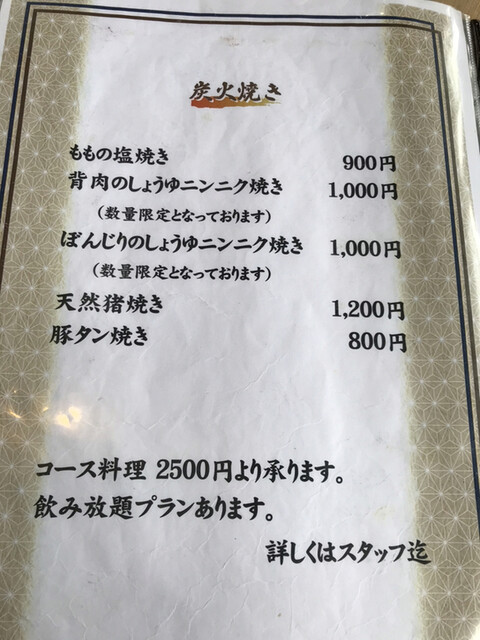 炭火焼き
ももの塩焼き 900円
背肉のしょうゆニンニク焼き 1,000円
（数量限定となっております）
ぼんじりのしょうゆニンニク焼き 1,000円
（数量限定となっております）
天然猪焼き 1,200円
豚タン焼き 800円
コース料理 2500円より承ります。
飲み放題プランあります。
詳しくはスタッフ迄